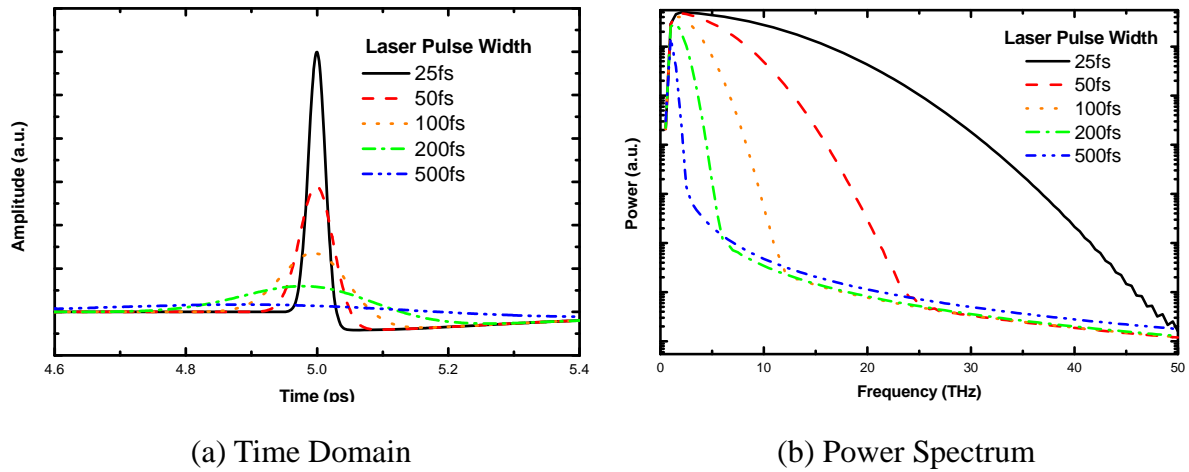 Laser Pulse Width
25fs
50fs
100fs
200fs
500fs
Amplitude (a.u.)
4.6 4.8 5.0 5.2 5.4
Time (ps)
(a) Time Domain
Laser Pulse Width
25fs
50fs
100fs
200fs
500fs
Power (a.u.)
0 10 20 30 40 50
Frequency (THz)
(b) Power Spectrum